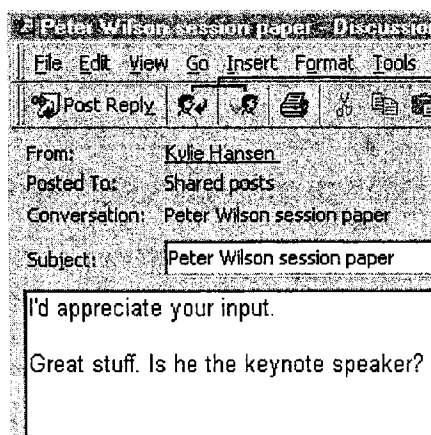 Peter Wilson session paper - Discussion
File Edit View Go Insert Format Tools
Post Reply
From: Kylie Hansen
Posted To: Shared posts
Conversation: Peter Wilson session paper
Subject: Peter Wilson session paper
I'd appreciate your input.
Great stuff. Is he the keynote speaker?